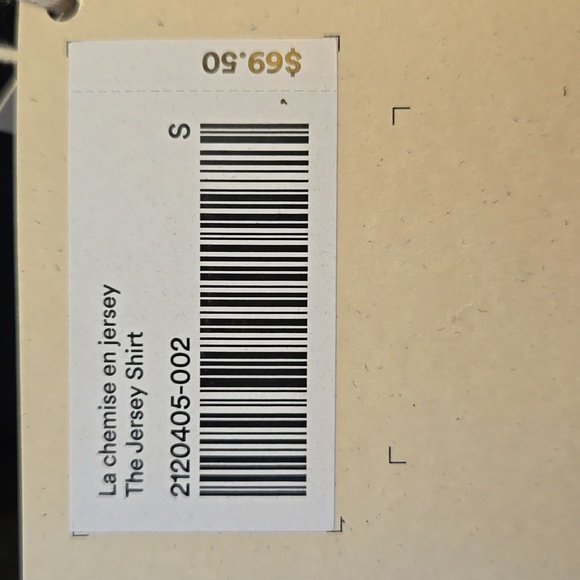 La chemise en jersey
The Jersey Shirt
2120405-002 S
$69.50